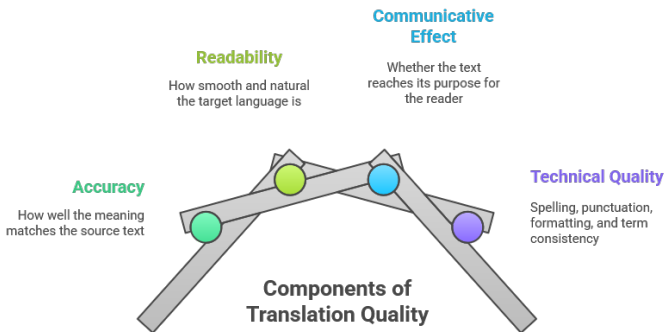 Communicative
Effect
Whether the text
reaches its purpose for
the reader
Readability
How smooth and natural
the target language is
Accuracy
How well the meaning
matches the source text
Technical Quality
Spelling, punctuation,
formatting, and term
consistency
Components of
Translation Quality